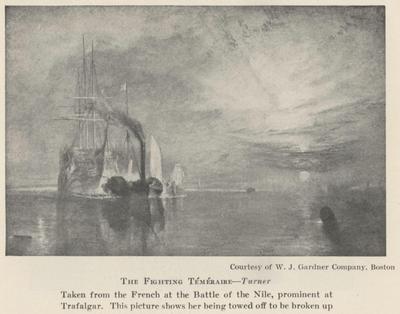 Courtesy of W. J. Gardner Company, Boston
The Fighting Téméraire—Turner
Taken from the French at the Battle of the Nile, prominent at
Trafalgar. This picture shows her being towed off to be broken up